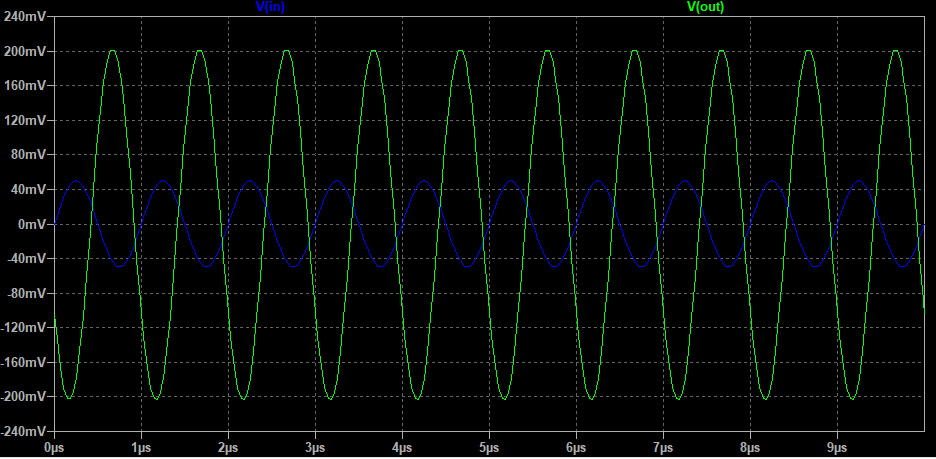 V(in) V(out)
240mV
200mV
160mV
120mV
80mV
40mV
0mV
-40mV
-80mV
-120mV
-160mV
-200mV
-240mV
0µs 1µs 2µs 3µs 4µs 5µs 6µs 7µs 8µs 9µs